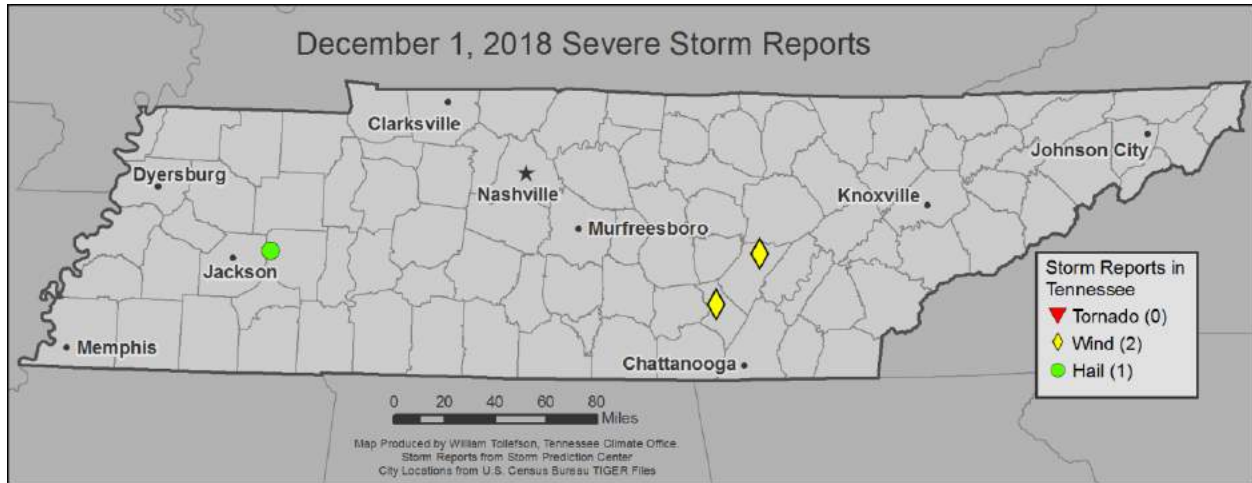 December 1, 2018 Severe Storm Reports
Clarksville
Johnson City
Dyersburg
Nashville
Knoxville
Murfreesboro
Jackson
Storm Reports in
Tennessee
Tornado (0)
Wind (2)
Hail (1)
Memphis
Chattanooga
0 20 40 60 80
Miles
Map Produced by William Tollefson, Tennessee Climate Office.
Storm Reports from Storm Prediction Center
City Locations from U.S. Census Bureau TIGER Files